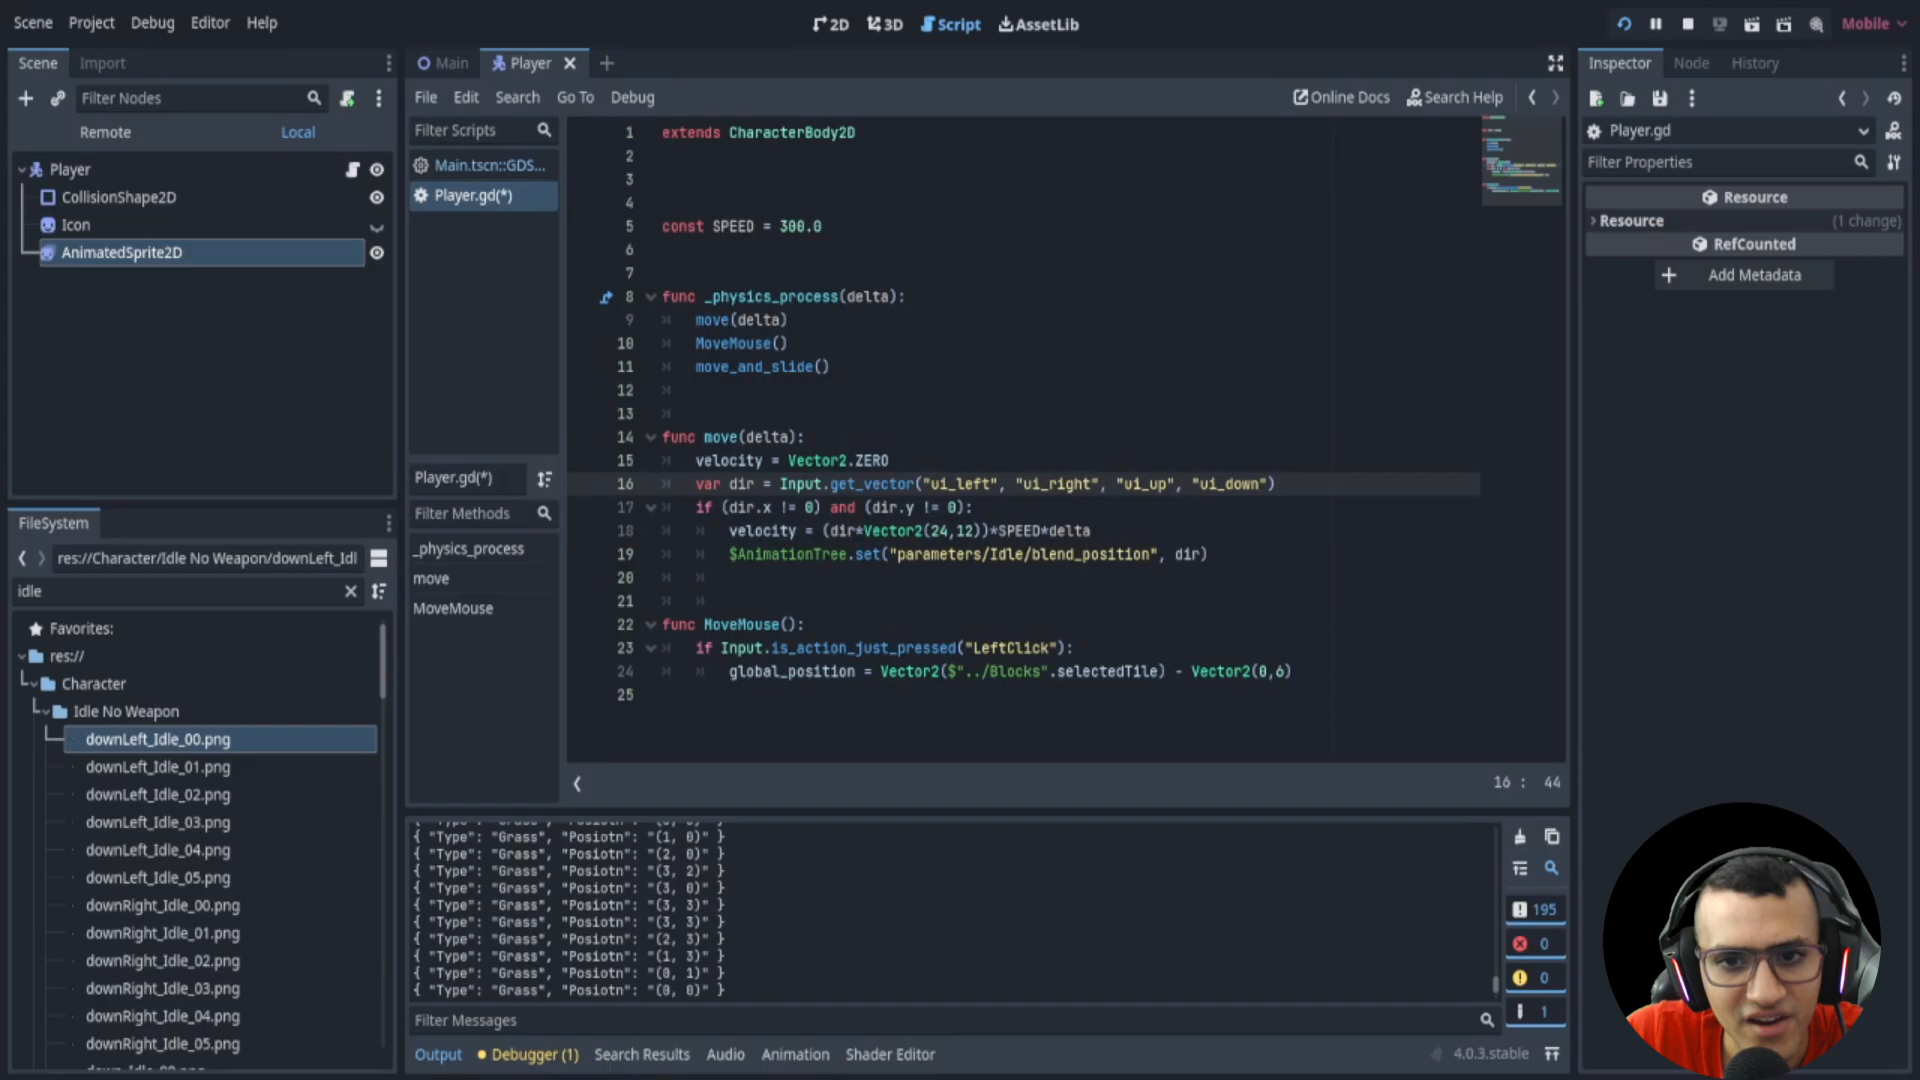 Scene Project Debug Editor Help
2D 3D Script AssetLib
Mobile
Scene Import
Filter Nodes
Remote Local
Player
CollisionShape2D
Icon
AnimatedSprite2D
FileSystem
res://Character/Idle No Weapon/downLeft_Idl
idle
Favorites:
res://
Character
Idle No Weapon
downLeft_Idle_00.png
downLeft_Idle_01.png
downLeft_Idle_02.png
downLeft_Idle_03.png
downLeft_Idle_04.png
downLeft_Idle_05.png
downRight_Idle_00.png
downRight_Idle_01.png
downRight_Idle_02.png
downRight_Idle_03.png
downRight_Idle_04.png
downRight_Idle_05.png
Main Player
File Edit Search Go To Debug
Online Docs Search Help
Filter Scripts
Main.tscn::GDS...
Player.gd(*)
Player.gd(*)
Filter Methods
_physics_process
move
MoveMouse
1 extends CharacterBody2D
2
3
4
5 const SPEED = 300.0
6
7
8 func _physics_process(delta):
9 move(delta)
10 MoveMouse()
11 move_and_slide()
12
13
14 func move(delta):
15 velocity = Vector2.ZERO
16 var dir = Input.get_vector("ui_left", "ui_right", "ui_up", "ui_down")
17 if (dir.x != 0) and (dir.y != 0):
18 velocity = (dir*Vector2(24,12))*SPEED*delta
19 $AnimationTree.set("parameters/Idle/blend_position", dir)
20
21
22 func MoveMouse():
23 if Input.is_action_just_pressed("LeftClick"):
24 global_position = Vector2($"../Blocks".selectedTile) - Vector2(0,6)
25
16 : 44
{ "Type": "Grass", "Posiotn": "(1, 0)" }
{ "Type": "Grass", "Posiotn": "(2, 0)" }
{ "Type": "Grass", "Posiotn": "(3, 2)" }
{ "Type": "Grass", "Posiotn": "(3, 0)" }
{ "Type": "Grass", "Posiotn": "(3, 3)" }
{ "Type": "Grass", "Posiotn": "(3, 3)" }
{ "Type": "Grass", "Posiotn": "(2, 3)" }
{ "Type": "Grass", "Posiotn": "(1, 3)" }
{ "Type": "Grass", "Posiotn": "(0, 1)" }
{ "Type": "Grass", "Posiotn": "(0, 0)" }
195
0
0
1
Filter Messages
Output Debugger (1) Search Results Audio Animation Shader Editor
4.0.3.stable
Inspector Node History
Player.gd
Filter Properties
Resource
Resource (1 change)
RefCounted
Add Metadata